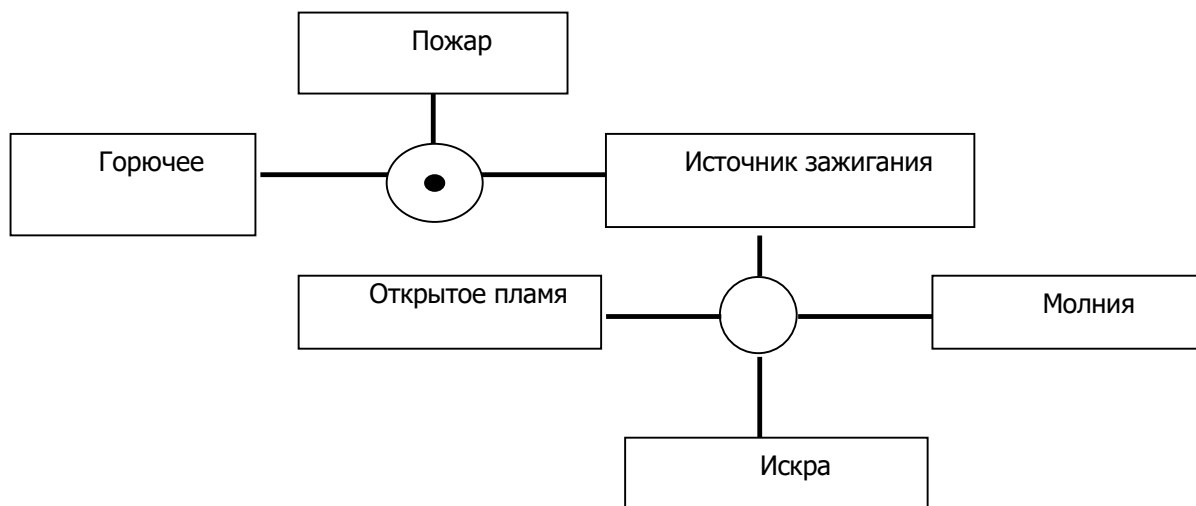 Пожар
Горючее
Источник зажигания
Открытое пламя
Молния
Искра